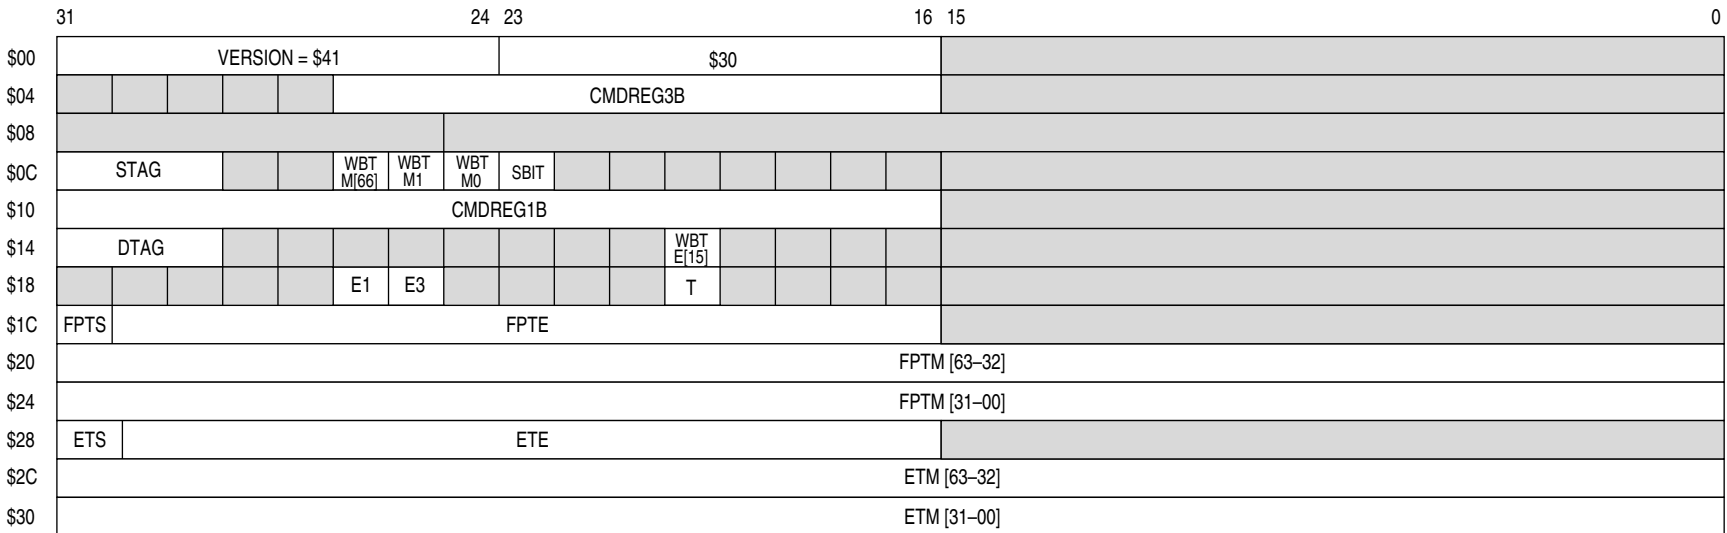 31 24 23 16 15 0
$00 VERSION = $41 $30
$04 CMDREG3B
$08
$0C STAG WBT M[66] WBT M1 WBT M0 SBIT
$10 CMDREG1B
$14 DTAG WBT E[15]
$18 E1 E3 T
$1C FPTS FPTE
$20 FPTM [63–32]
$24 FPTM [31–00]
$28 ETS ETE
$2C ETM [63–32]
$30 ETM [31–00]